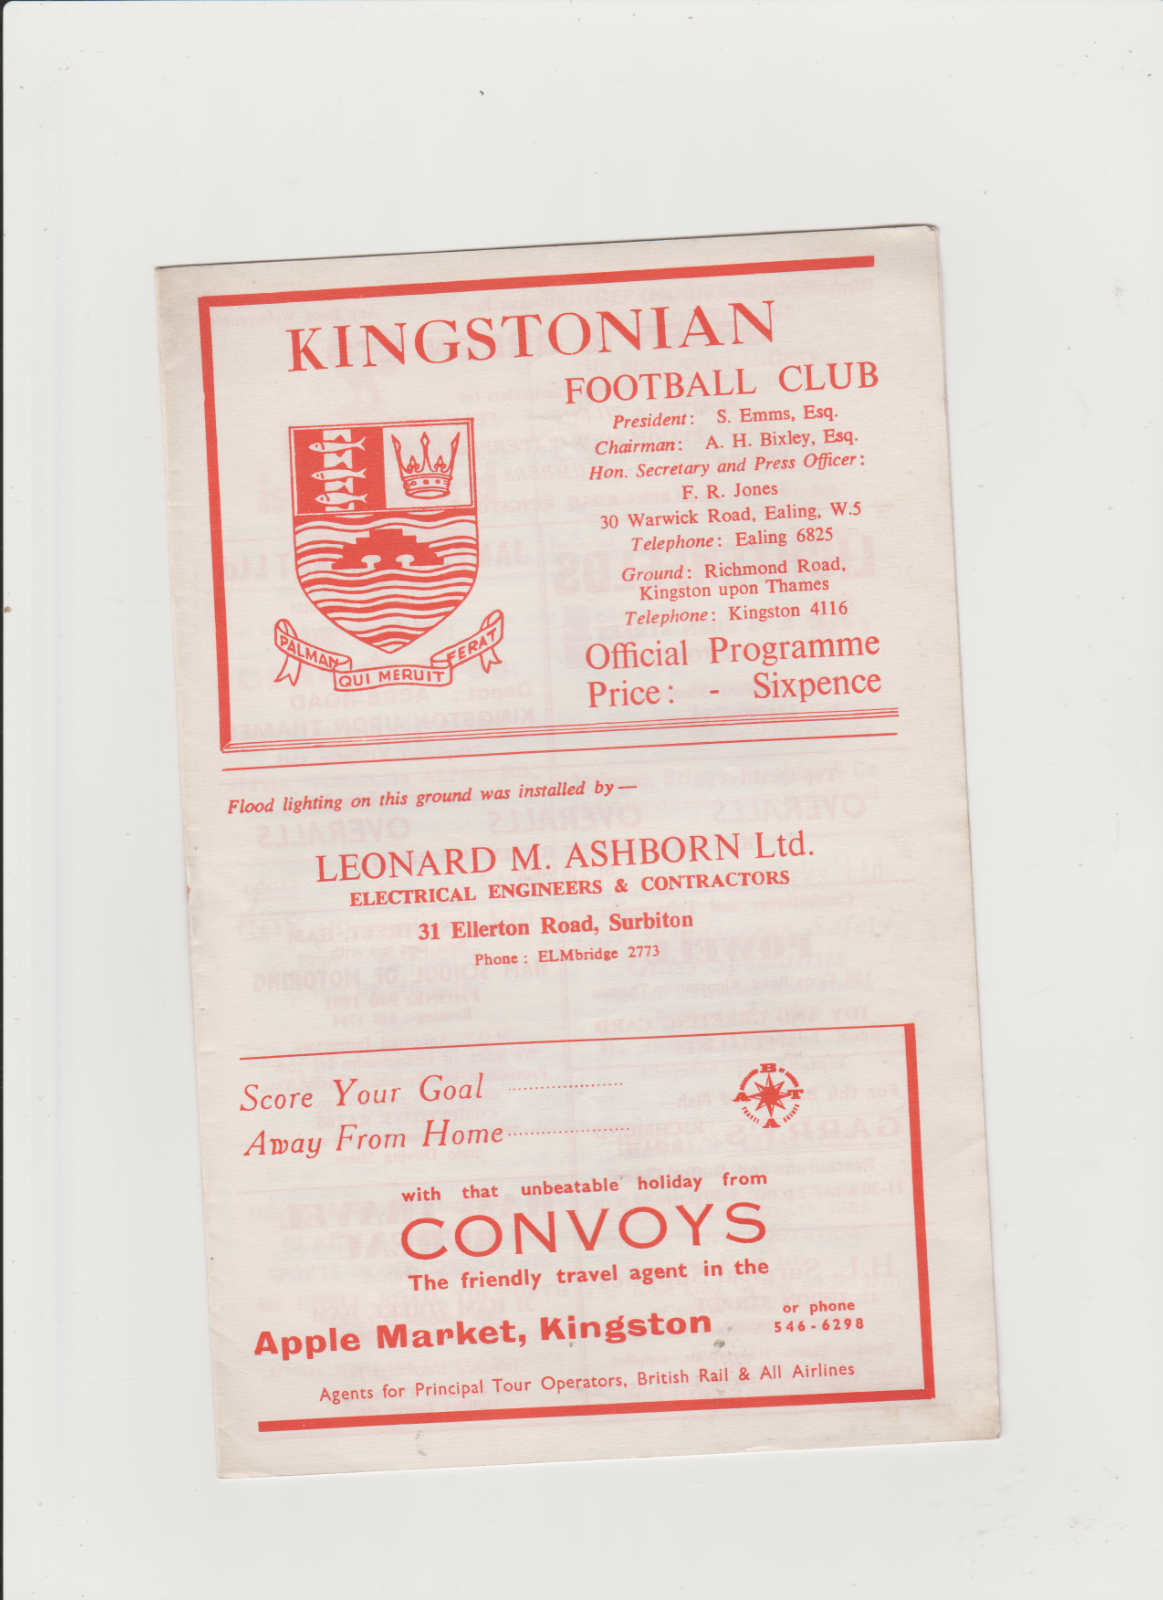 KINGSTONIAN
FOOTBALL CLUB
President: S. Emms, Esq.
Chairman: A. H. Bixley, Esq.
Hon. Secretary and Press Officer:
F. R. Jones
30 Warwick Road, Ealing, W.5
Telephone: Ealing 6825
Ground: Richmond Road,
Kingston upon Thames
Telephone: Kingston 4116
Official Programme
Price: - Sixpence
PALMAN QUI MERUIT FERAT
Flood lighting on this ground was installed by —
LEONARD M. ASHBORN Ltd.
ELECTRICAL ENGINEERS & CONTRACTORS
31 Ellerton Road, Surbiton
Phone: ELMbridge 2773
Score Your Goal ....................
Away From Home ....................
A B T A
with that unbeatable holiday from
CONVOYS
The friendly travel agent in the
Apple Market, Kingston
or phone
546-6298
Agents for Principal Tour Operators, British Rail & All Airlines